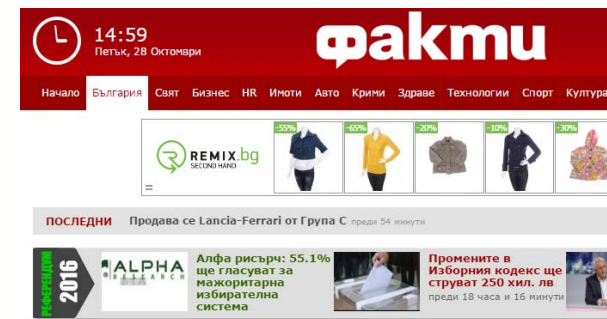 14:59
Петък, 28 Октомври
факти
Начало България Свят Бизнес HR Имоти Авто Крими Здраве Технологии Спорт Култура
REMIX.bg
SECOND HAND
-55% -65% -20% -10% -30%
ПОСЛЕДНИ Продава се Lancia-Ferrari от Група C преди 54 минути
РЕФЕРЕНДУМ
2016
ALPHA
RESEARCH
Алфа рисърч: 55.1%
ще гласуват за
мажоритарна
избирателна
система
Промените в
Изборния кодекс ще
струват 250 хил. лв
преди 18 часа и 16 минути